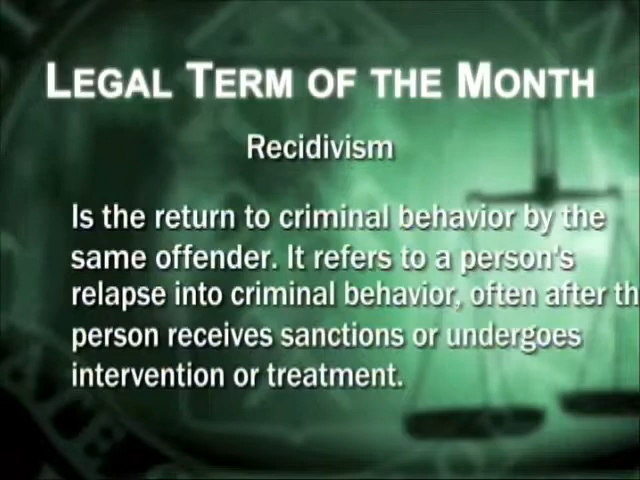 LEGAL TERM OF THE MONTH
Recidivism
Is the return to criminal behavior by the
same offender. It refers to a person's
relapse into criminal behavior, often after th
person receives sanctions or undergoes
intervention or treatment.